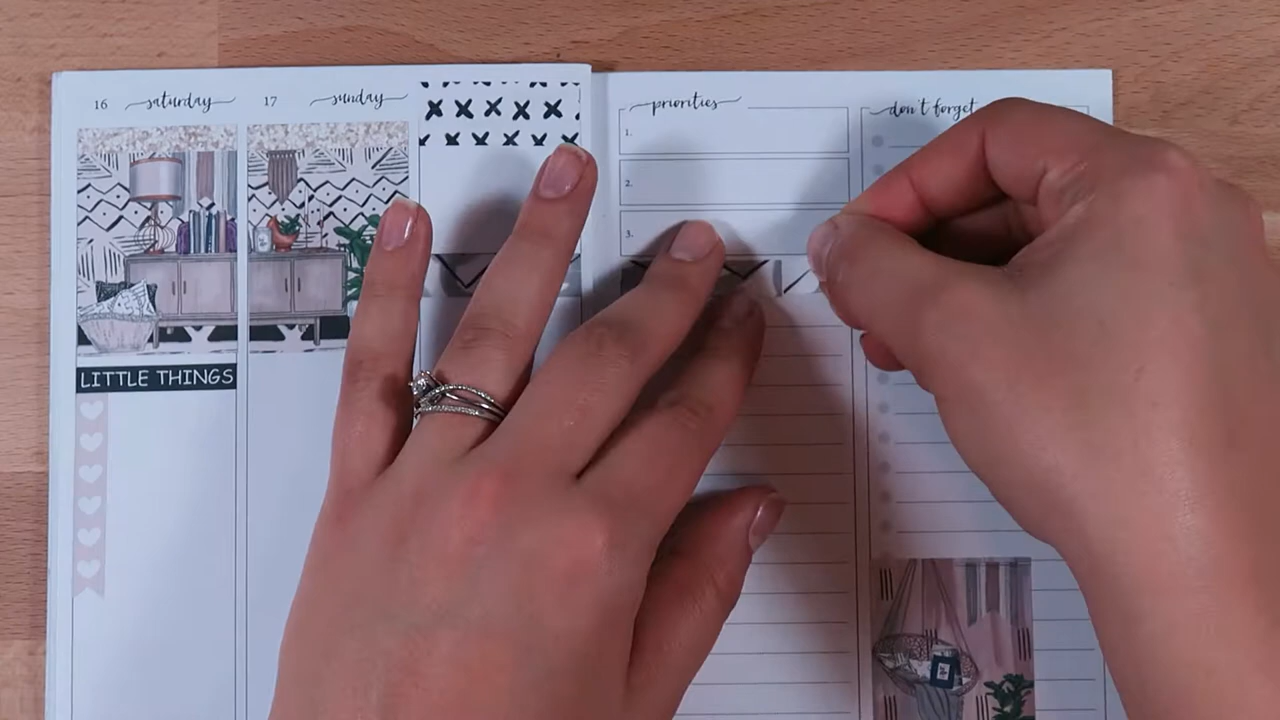 16 saturday
17 sunday
LITTLE THINGS
priorities
1.
2.
3.
don't forget